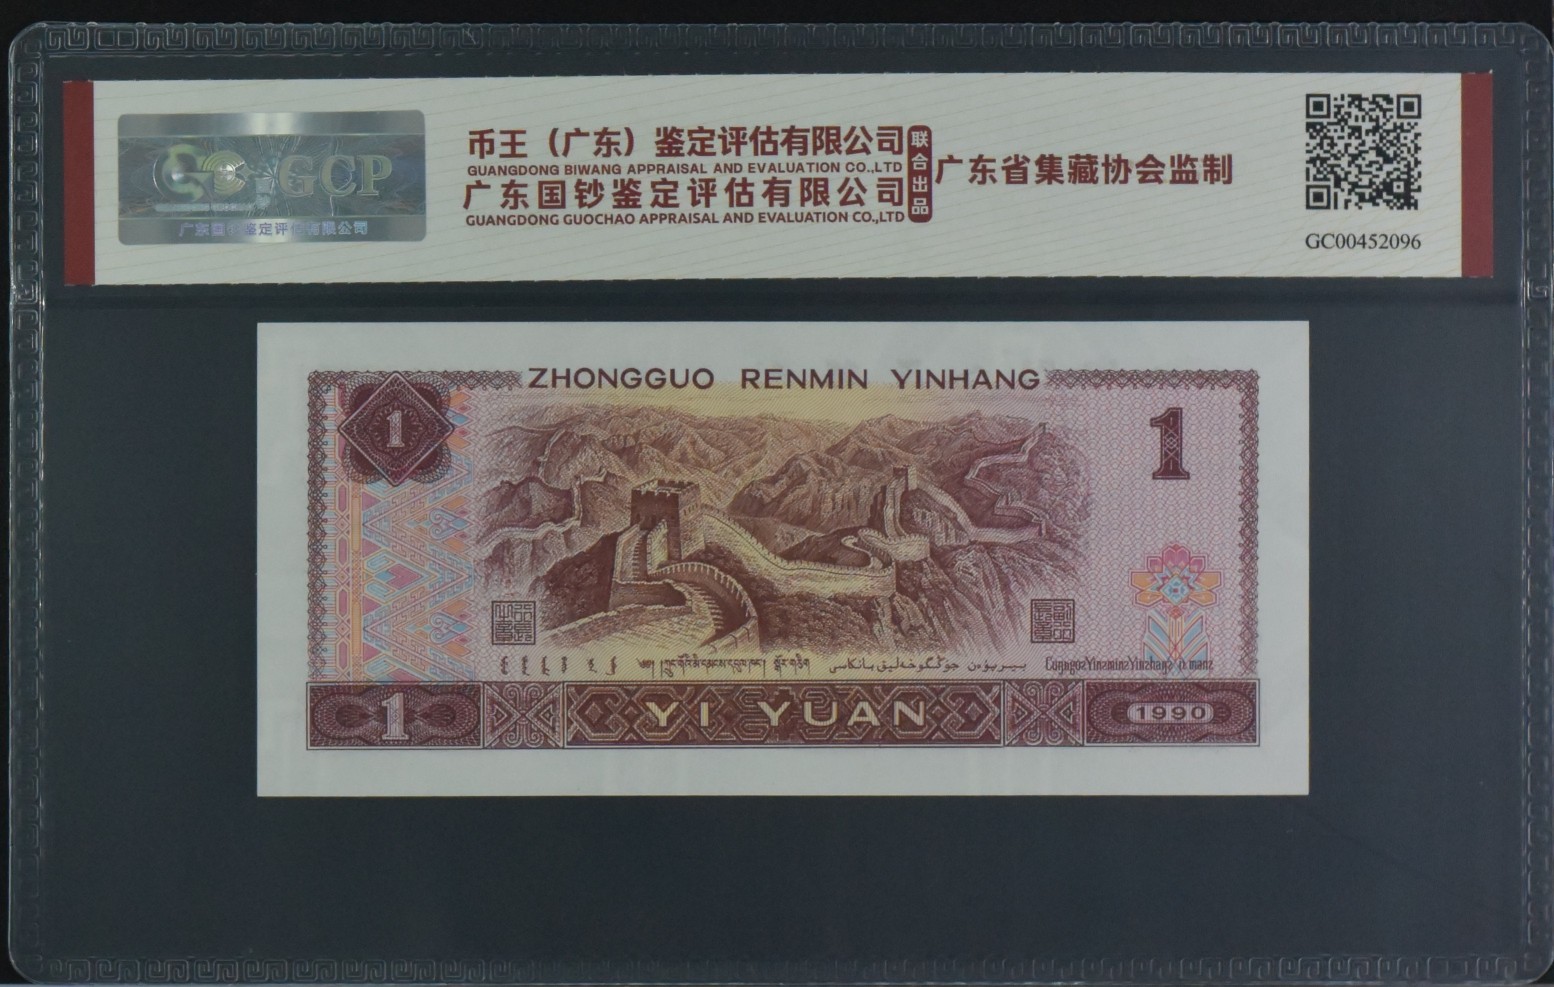 GCP
广东国钞鉴定评估有限公司
币王（广东）鉴定评估有限公司
GUANGDONG BIWANG APPRAISAL AND EVALUATION CO.,LTD
广东国钞鉴定评估有限公司
GUANGDONG GUOCHAO APPRAISAL AND EVALUATION CO.,LTD
联合出品
广东省集藏协会监制
GC00452096
ZHONGGUO RENMIN YINHANG
1
1
1
YI YUAN
1990